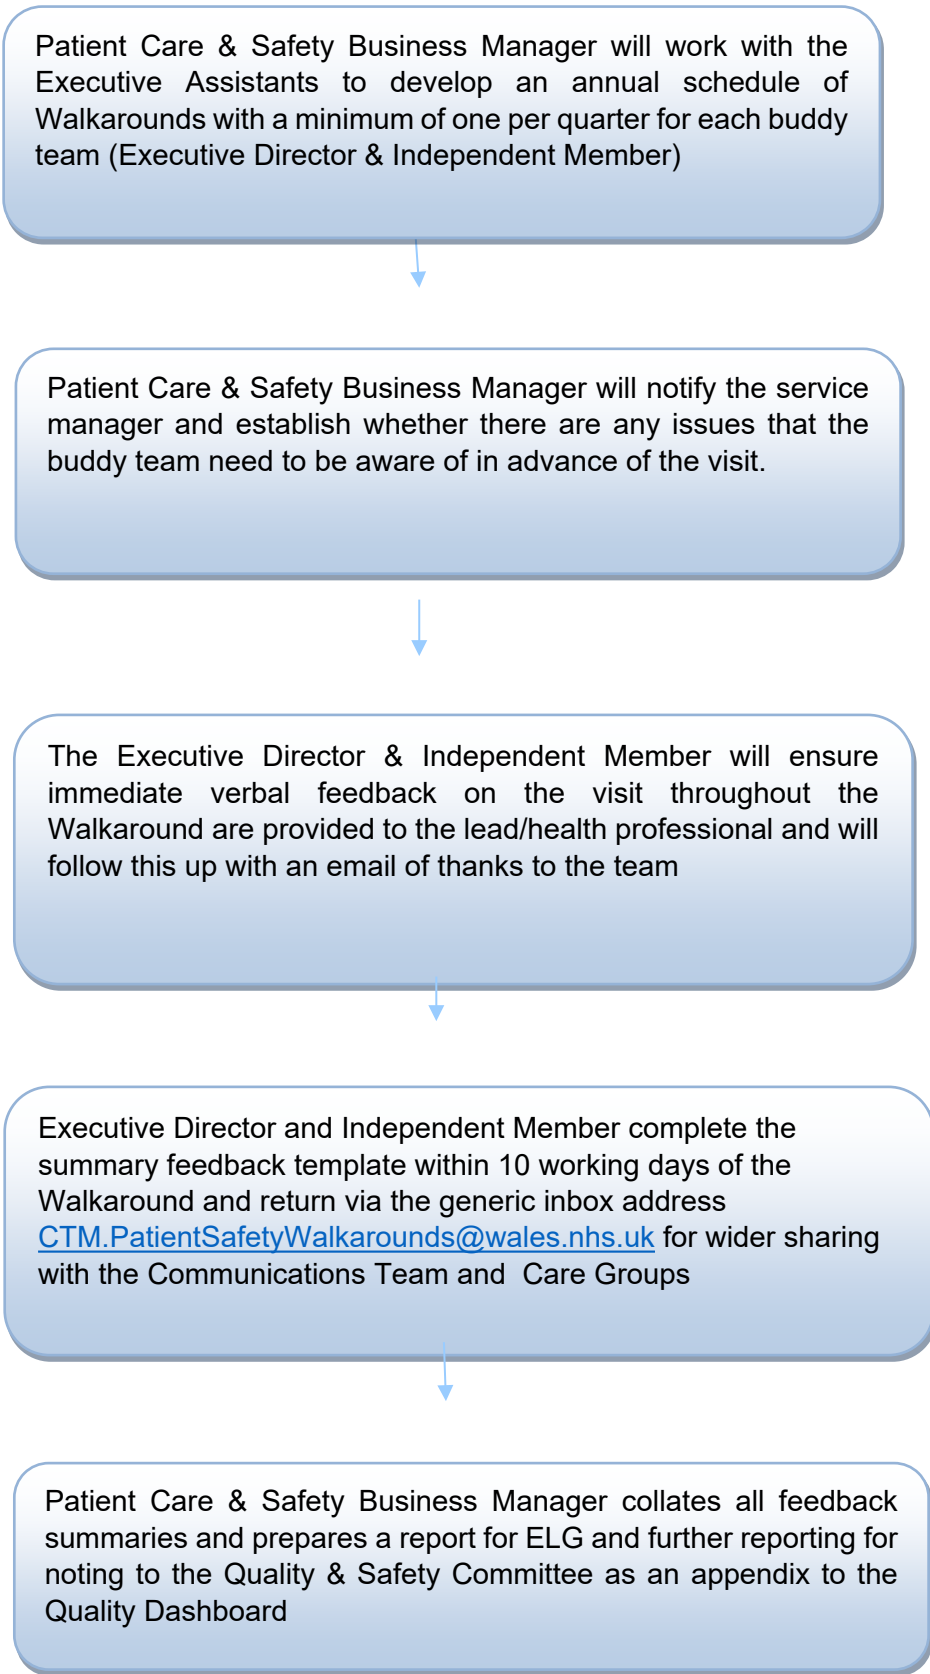 Patient Care & Safety Business Manager will work with the
Executive Assistants to develop an annual schedule of
Walkarounds with a minimum of one per quarter for each buddy
team (Executive Director & Independent Member)
Patient Care & Safety Business Manager will notify the service
manager and establish whether there are any issues that the
buddy team need to be aware of in advance of the visit.
The Executive Director & Independent Member will ensure
immediate verbal feedback on the visit throughout the
Walkaround are provided to the lead/health professional and will
follow this up with an email of thanks to the team
Executive Director and Independent Member complete the
summary feedback template within 10 working days of the
Walkaround and return via the generic inbox address
CTM.PatientSafetyWalkarounds@wales.nhs.uk for wider sharing
with the Communications Team and Care Groups
Patient Care & Safety Business Manager collates all feedback
summaries and prepares a report for ELG and further reporting for
noting to the Quality & Safety Committee as an appendix to the
Quality Dashboard